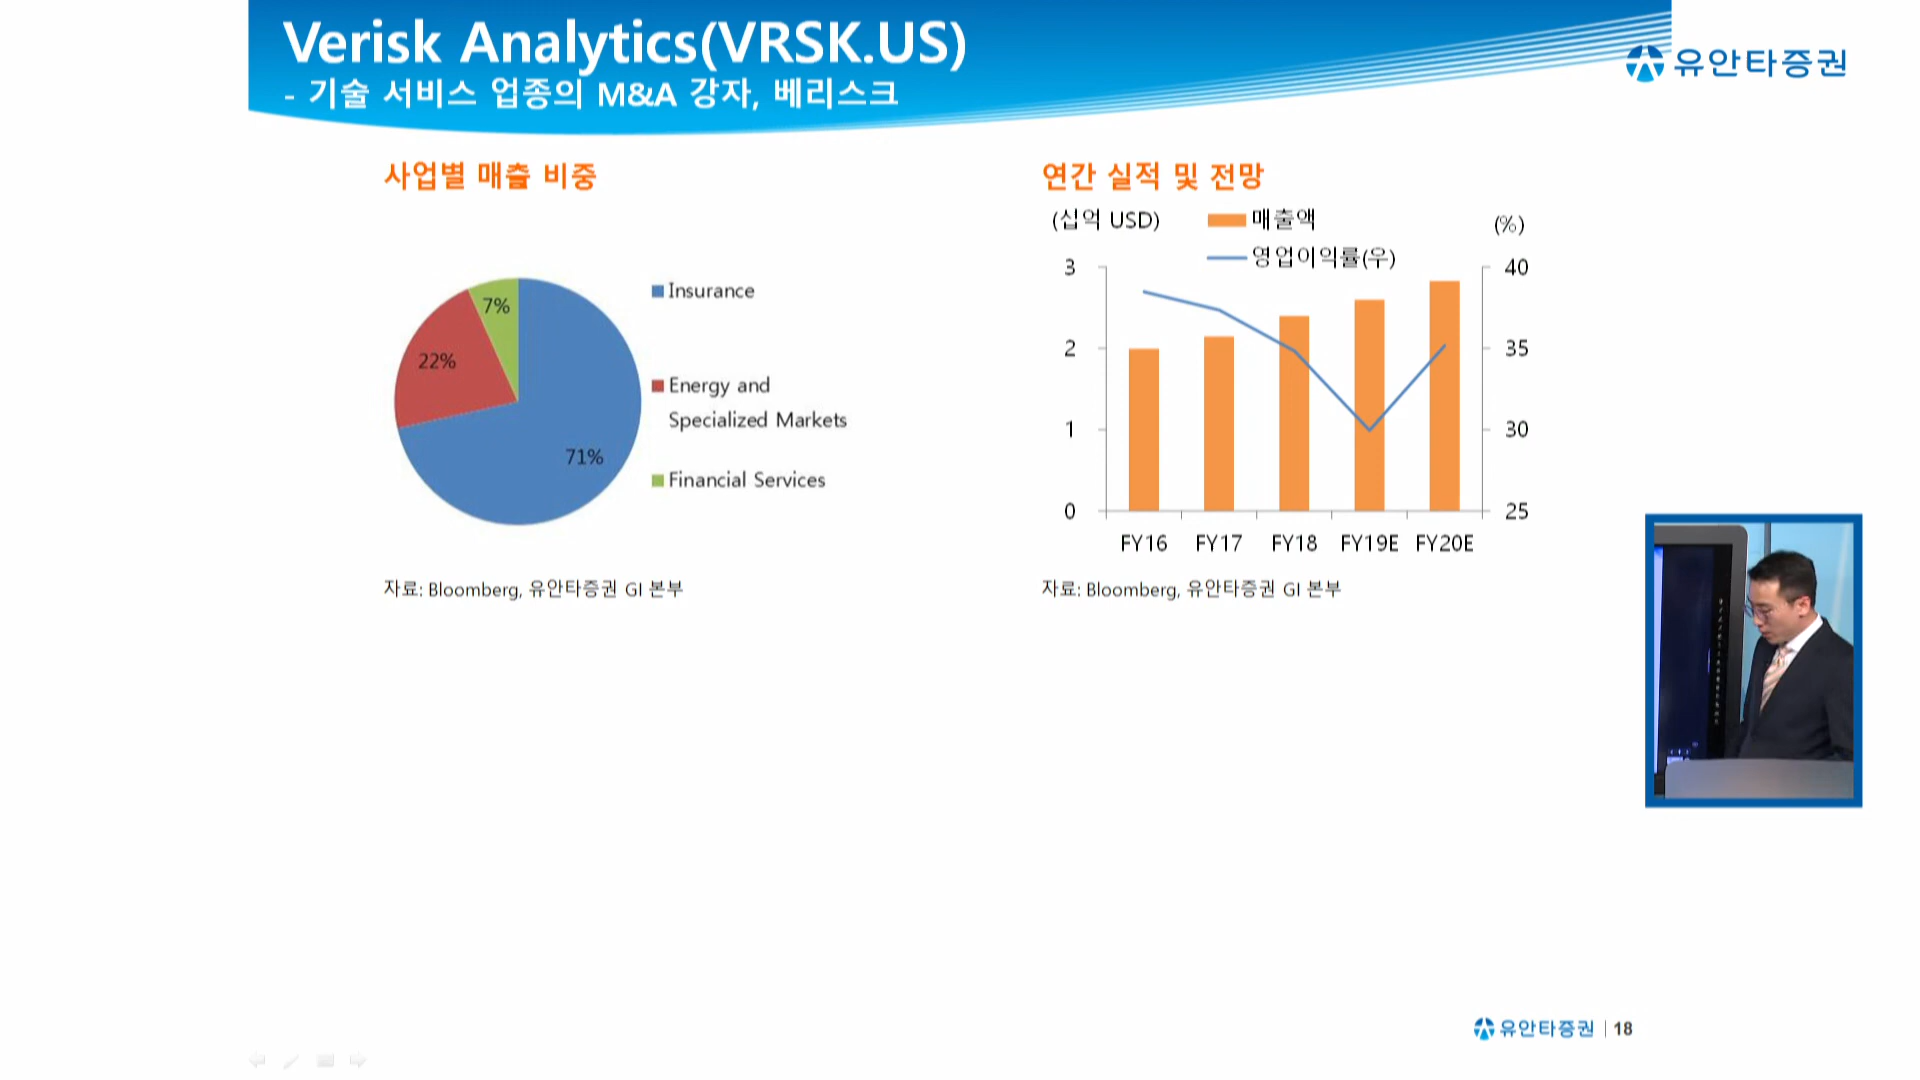 Verisk Analytics(VRSK.US)
- 기술 서비스 업종의 M&A 강자, 베리스크
유안타증권
사업별 매출 비중
7%
22%
71%
Insurance
Energy and
Specialized Markets
Financial Services
자료: Bloomberg, 유안타증권 GI 본부
연간 실적 및 전망
(십억 USD)
매출액
(%)
영업이익률(우)
3
40
2
35
1
30
0
25
FY16 FY17 FY18 FY19E FY20E
자료: Bloomberg, 유안타증권 GI 본부
유안타증권 | 18